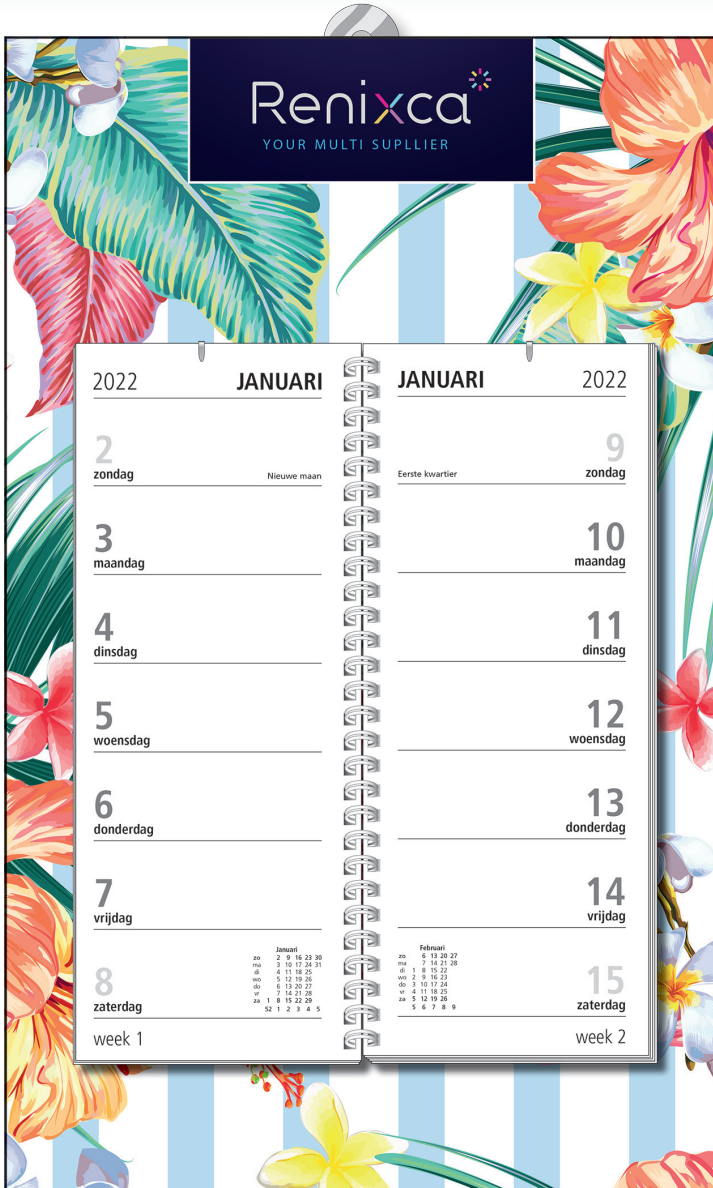 Renixca
YOUR MULTI SUPLLIER
2022 JANUARI
2
zondag Nieuwe maan
3
maandag
4
dinsdag
5
woensdag
6
donderdag
7
vrijdag
8
zaterdag
Januari
zo 2 9 16 23 30
ma 3 10 17 24 31
di 4 11 18 25
wo 5 12 19 26
do 6 13 20 27
vr 7 14 21 28
za 1 8 15 22 29
52 1 2 3 4 5
week 1
JANUARI 2022
9
Eerste kwartier zondag
10
maandag
11
dinsdag
12
woensdag
13
donderdag
14
vrijdag
Februari
zo 6 13 20 27
ma 7 14 21 28
di 1 8 15 22
wo 2 9 16 23
do 3 10 17 24
vr 4 11 18 25
za 5 12 19 26
5 6 7 8 9
15
zaterdag
week 2